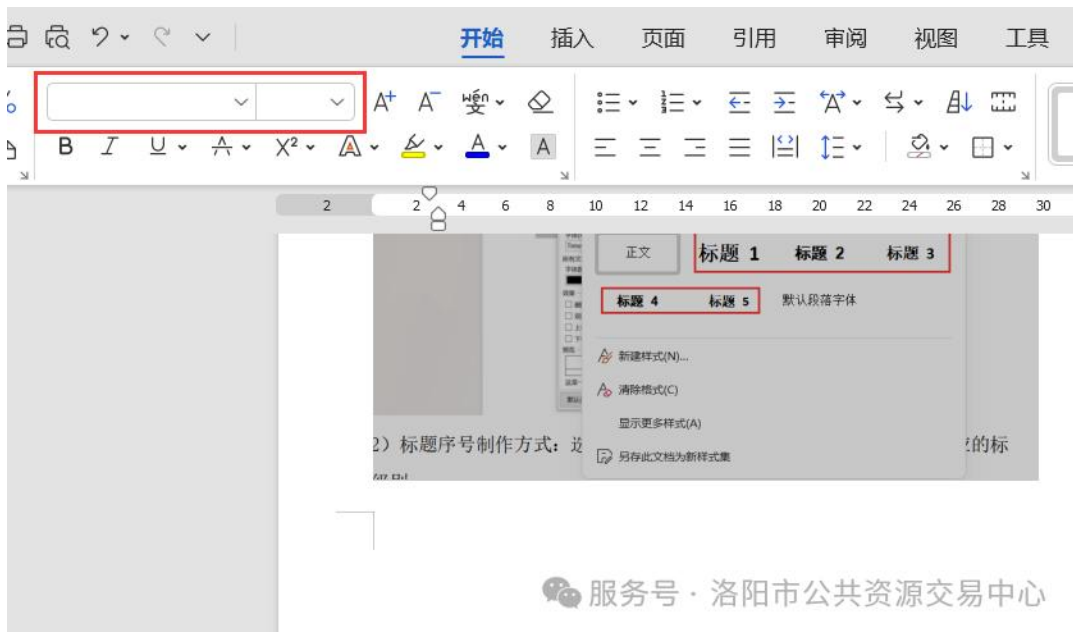 开始 插入 页面 引用 审阅 视图 工具
A+ A- wén 变
B I U A X² A A A
2 2 4 6 8 10 12 14 16 18 20 22 24 26 28 30
正文 标题 1 标题 2 标题 3
标题 4 标题 5 默认段落字体
新建样式(N)...
清除格式(C)
显示更多样式(A)
2）标题序号制作方式：选 的标
另存此文档为新样式集
级别
服务号 · 洛阳市公共资源交易中心